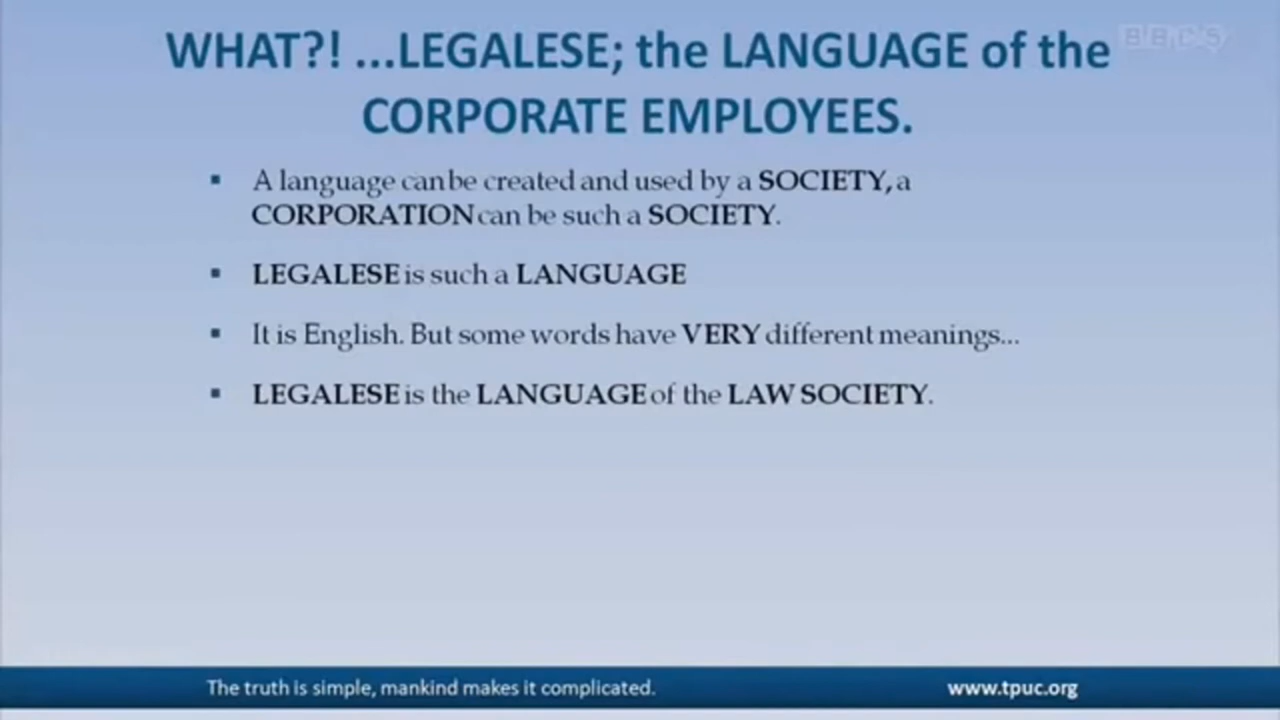 WHAT?! ...LEGALESE; the LANGUAGE of the
CORPORATE EMPLOYEES.
BBC5
A language can be created and used by a SOCIETY, a
CORPORATION can be such a SOCIETY.
LEGALESE is such a LANGUAGE
It is English. But some words have VERY different meanings...
LEGALESE is the LANGUAGE of the LAW SOCIETY.
The truth is simple, mankind makes it complicated.
www.tpuc.org